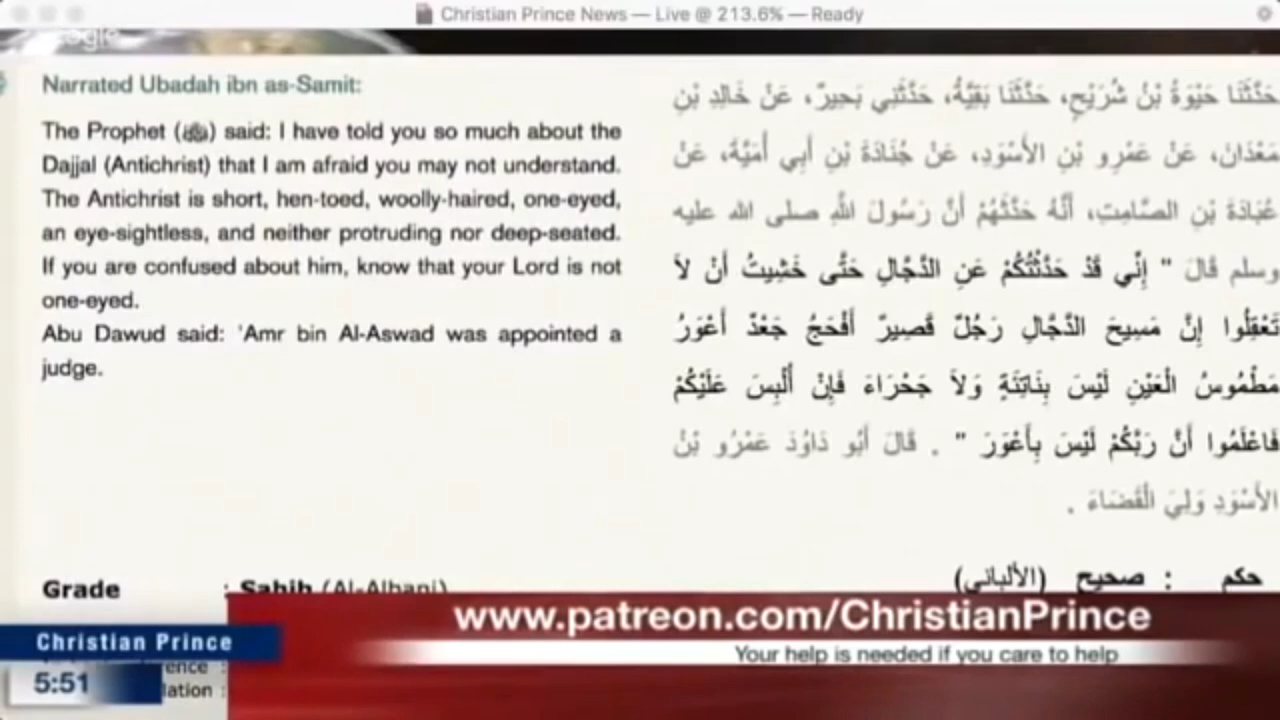 Christian Prince News — Live @ 213.6% — Ready
Narrated Ubadah ibn as-Samit:
The Prophet (ﷺ) said: I have told you so much about the
Dajjal (Antichrist) that I am afraid you may not understand.
The Antichrist is short, hen-toed, woolly-haired, one-eyed,
an eye-sightless, and neither protruding nor deep-seated.
If you are confused about him, know that your Lord is not
one-eyed.
Abu Dawud said: 'Amr bin Al-Aswad was appointed a
judge.
حَدَّثَنَا حَيْوَةُ بْنُ شُرَيْحٍ، حَدَّثَنَا بَقِيَّةُ، حَدَّثَنِي بَحِيرٌ، عَنْ خَالِدِ بْنِ
مَعْدَانَ، عَنْ عَمْرِو بْنِ الأَسْوَدِ، عَنْ جُنَادَةَ بْنِ أَبِي أُمَيَّةَ، عَنْ
عُبَادَةَ بْنِ الصَّامِتِ، أَنَّهُ حَدَّثَهُمْ أَنَّ رَسُولَ اللَّهِ صلى الله عليه
وسلم قَالَ " إِنِّي قَدْ حَدَّثْتُكُمْ عَنِ الدَّجَّالِ حَتَّى خَشِيتُ أَنْ لاَ
تَعْقِلُوا إِنَّ مَسِيحَ الدَّجَّالِ رَجُلٌ قَصِيرٌ أَفْحَجُ جَعْدٌ أَعْوَرُ
مَطْمُوسُ الْعَيْنِ لَيْسَ بِنَاتِئَةٍ وَلاَ جَحْرَاءَ فَإِنْ أُلْبِسَ عَلَيْكُمْ
فَاعْلَمُوا أَنَّ رَبَّكُمْ لَيْسَ بِأَعْوَرَ " . قَالَ أَبُو دَاوُدَ عَمْرُو بْنُ
الأَسْوَدِ وَلِيَ الْقَضَاءَ .
Grade : Sahih (Al-Albani)
حكم : صحيح (الألباني)
www.patreon.com/ChristianPrince
Christian Prince
Your help is needed if you care to help
5:51